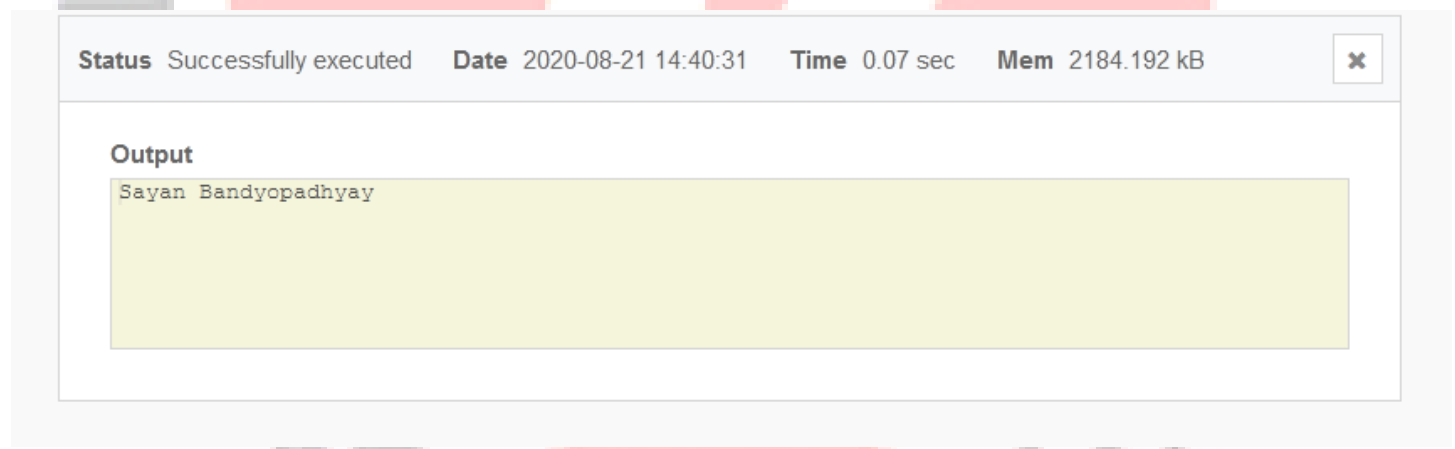 Status Successfully executed Date 2020-08-21 14:40:31 Time 0.07 sec Mem 2184.192 kB
Output
Sayan Bandyopadhyay